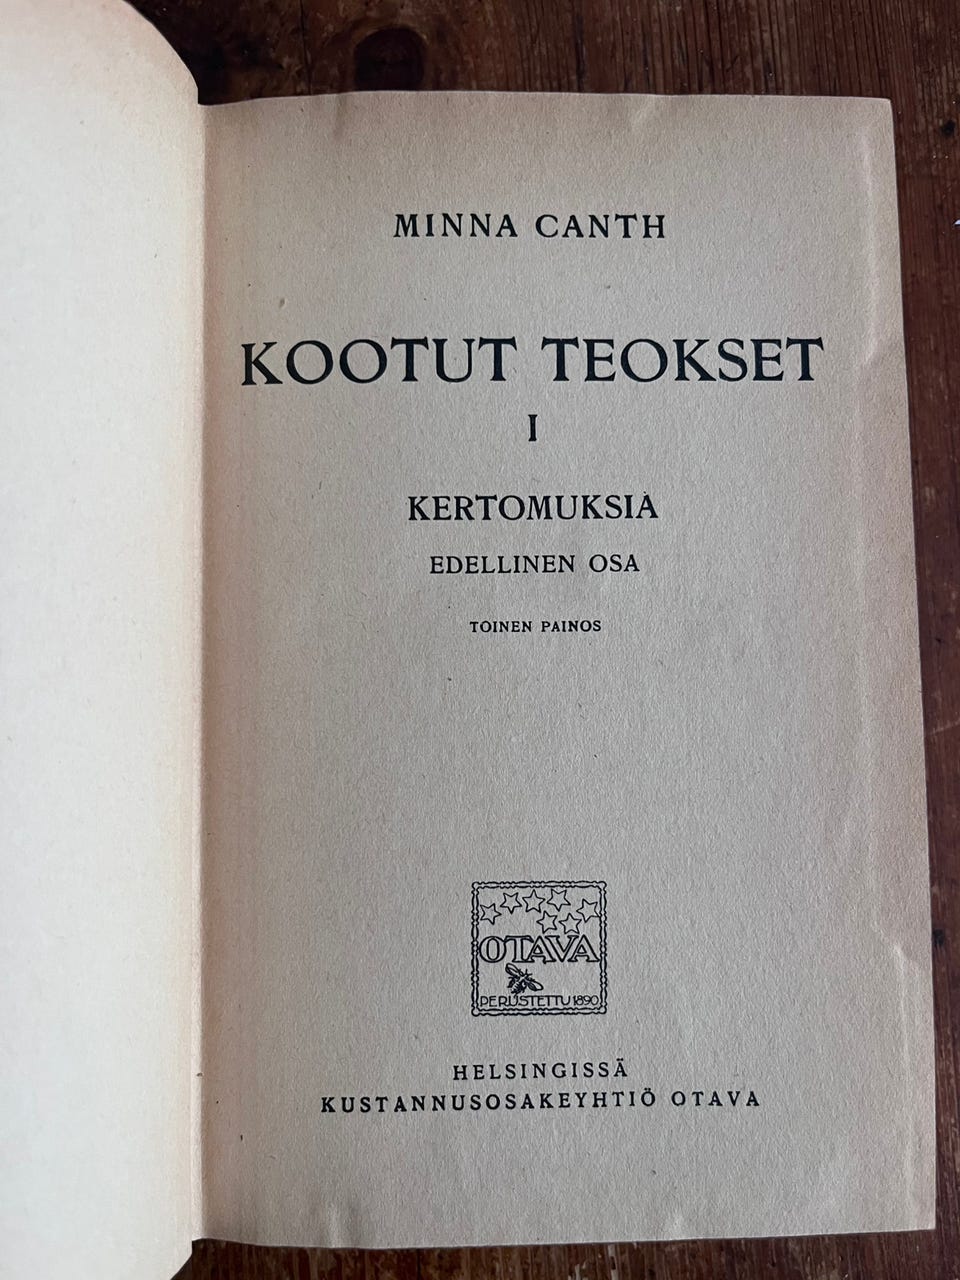 MINNA CANTH
KOOTUT TEOKSET
I
KERTOMUKSIA
EDELLINEN OSA
TOINEN PAINOS
OTAVA
PERUSTETTU 1890
HELSINGISSÄ
KUSTANNUSOSAKEYHTIÖ OTAVA